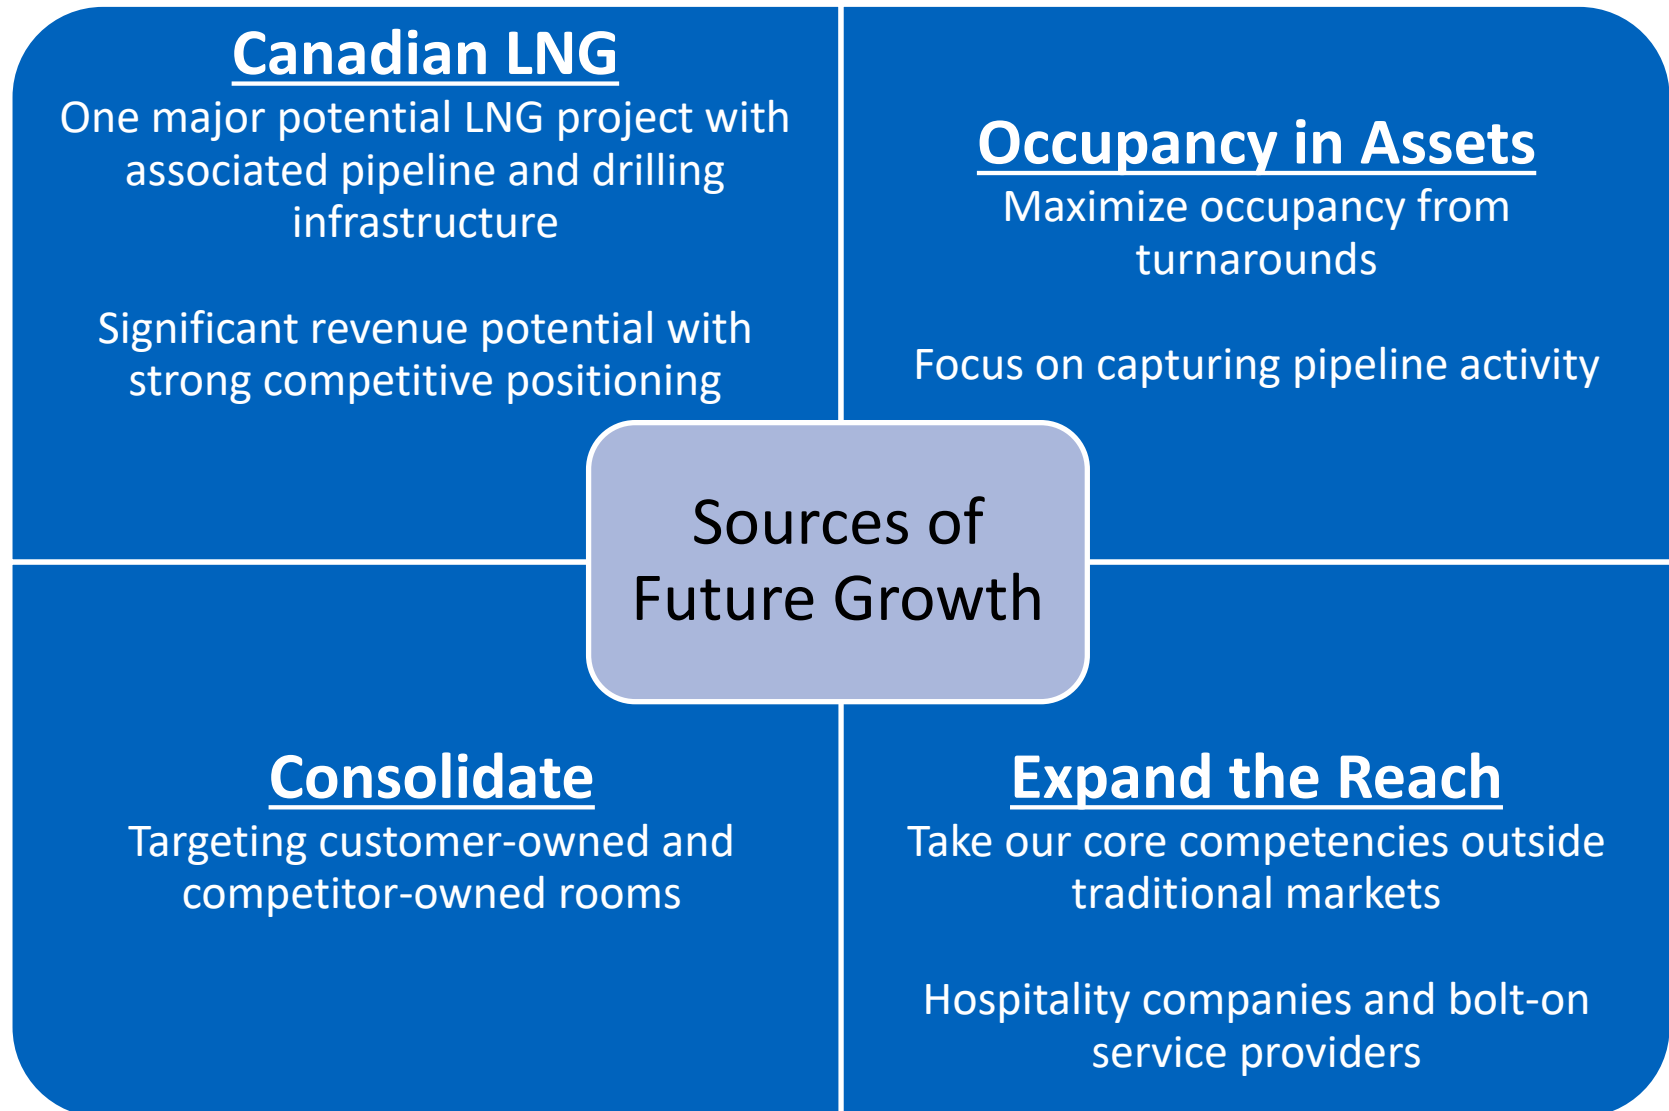 Canadian LNG
One major potential LNG project with
associated pipeline and drilling
infrastructure
Significant revenue potential with
strong competitive positioning
Occupancy in Assets
Maximize occupancy from
turnarounds
Focus on capturing pipeline activity
Sources of
Future Growth
Consolidate
Targeting customer-owned and
competitor-owned rooms
Expand the Reach
Take our core competencies outside
traditional markets
Hospitality companies and bolt-on
service providers